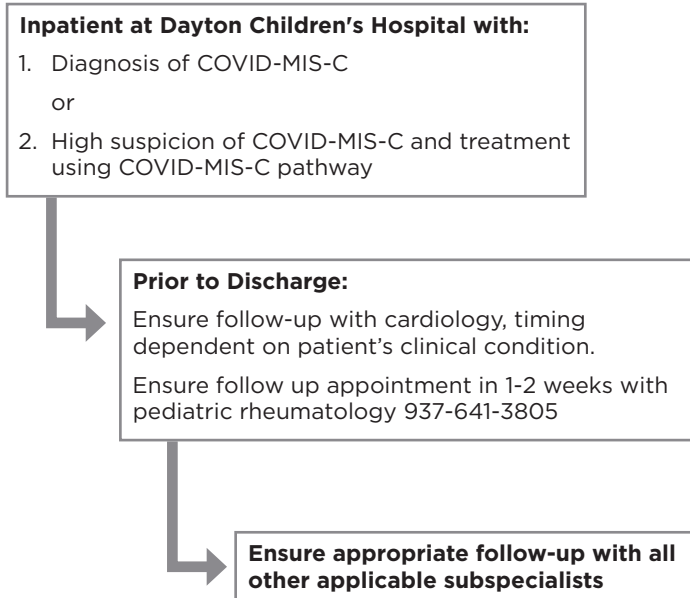 Inpatient at Dayton Children's Hospital with:
1. Diagnosis of COVID-MIS-C
or
2. High suspicion of COVID-MIS-C and treatment
using COVID-MIS-C pathway
Prior to Discharge:
Ensure follow-up with cardiology, timing
dependent on patient’s clinical condition.
Ensure follow up appointment in 1-2 weeks with
pediatric rheumatology 937-641-3805
Ensure appropriate follow-up with all
other applicable subspecialists